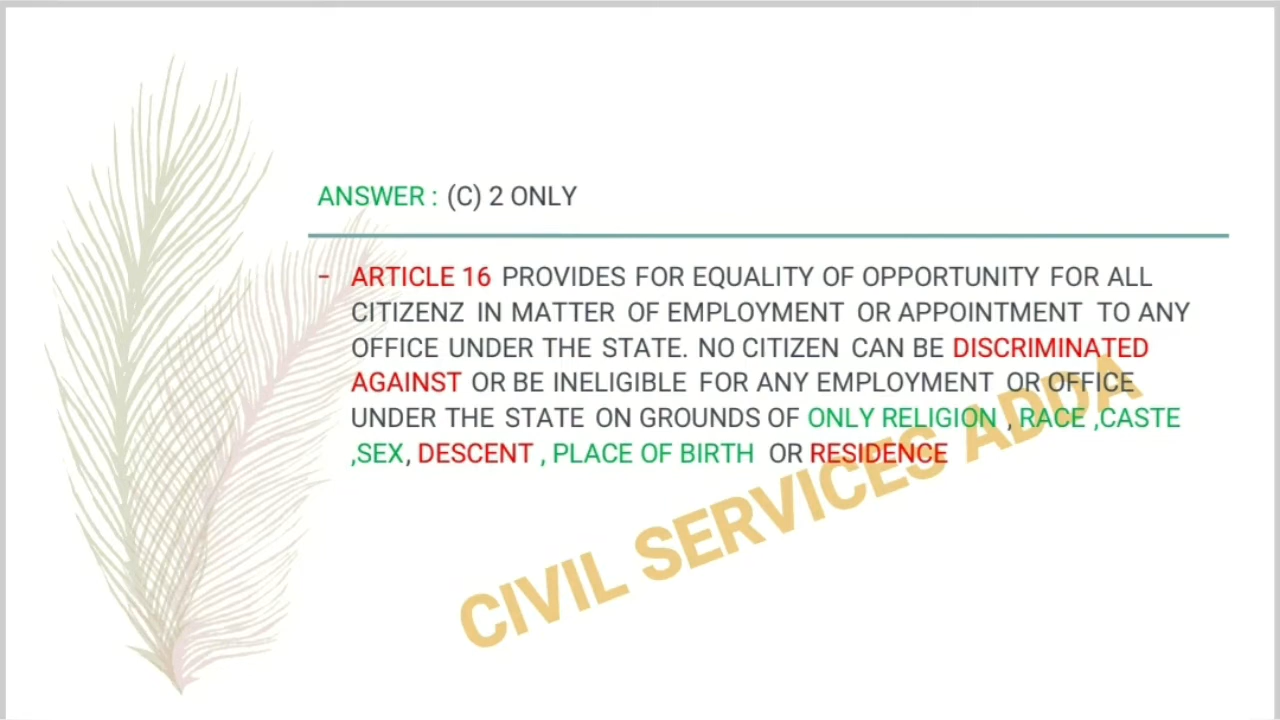 ANSWER : (C) 2 ONLY
- ARTICLE 16 PROVIDES FOR EQUALITY OF OPPORTUNITY FOR ALL
CITIZENZ IN MATTER OF EMPLOYMENT OR APPOINTMENT TO ANY
OFFICE UNDER THE STATE. NO CITIZEN CAN BE DISCRIMINATED
AGAINST OR BE INELIGIBLE FOR ANY EMPLOYMENT OR OFFICE
UNDER THE STATE ON GROUNDS OF ONLY RELIGION , RACE ,CASTE
,SEX, DESCENT , PLACE OF BIRTH OR RESIDENCE
CIVIL SERVICES ADDA